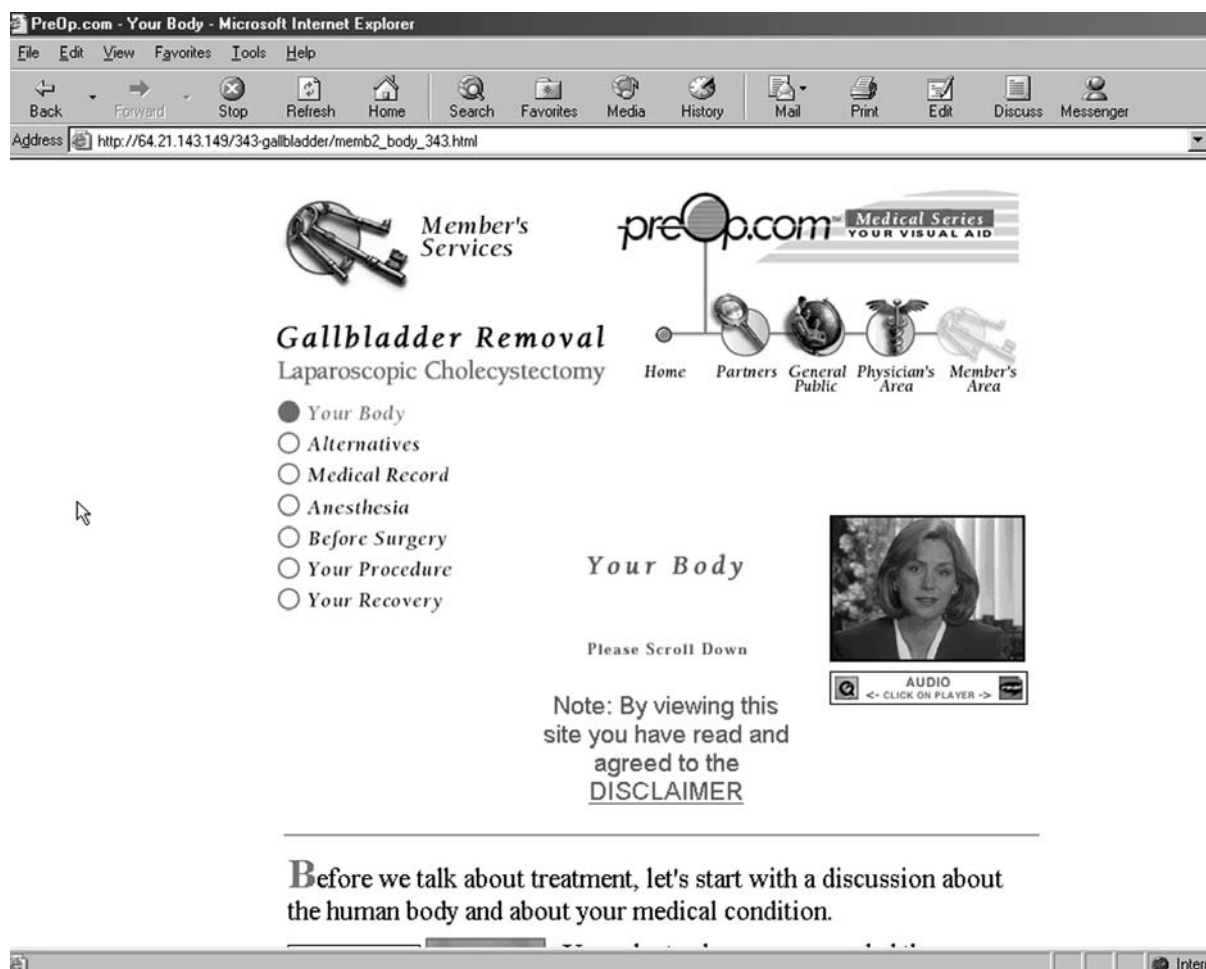 PreOp.com - Your Body - Microsoft Internet Explorer
File Edit View Favorites Tools Help
Back Forward Stop Refresh Home Search Favorites Media History Mail Print Edit Discuss Messenger
Address http://64.21.143.149/343-gallbladder/memb2_body_343.html
Member's
Services
preOp.com™ Medical Series
YOUR VISUAL AID
Gallbladder Removal
Laparoscopic Cholecystectomy
Home Partners General Public Physician's Area Member's Area
Your Body
Alternatives
Medical Record
Anesthesia
Before Surgery
Your Procedure
Your Recovery
Your Body
Please Scroll Down
AUDIO
<- CLICK ON PLAYER ->
Note: By viewing this
site you have read and
agreed to the
DISCLAIMER
Before we talk about treatment, let's start with a discussion about
the human body and about your medical condition.